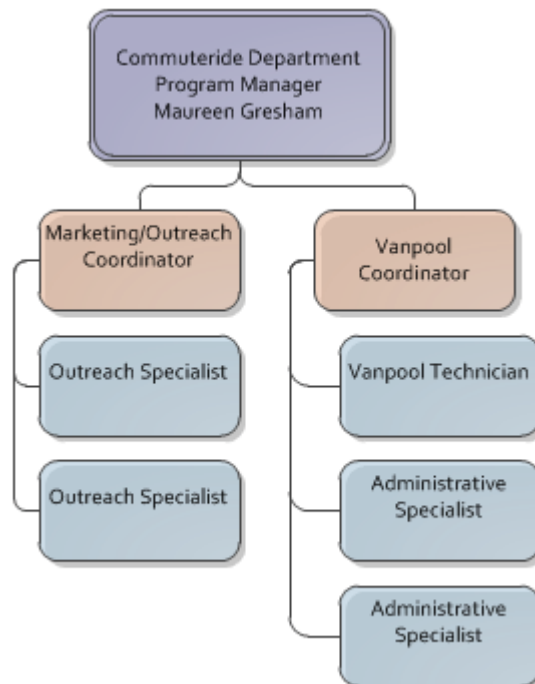 Commuteride Department
Program Manager
Maureen Gresham
Marketing/Outreach
Coordinator
Vanpool
Coordinator
Outreach Specialist
Vanpool Technician
Outreach Specialist
Administrative
Specialist
Administrative
Specialist